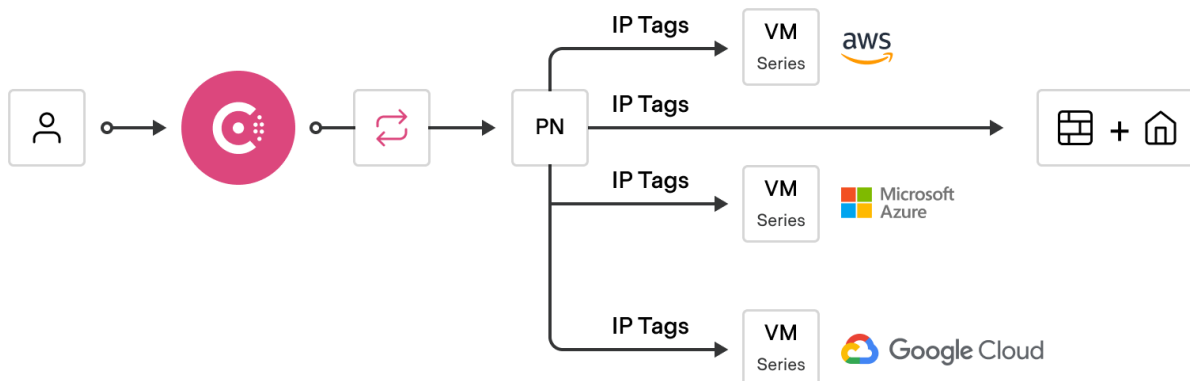 IP Tags
VM
Series
aws
IP Tags
PN
IP Tags
VM
Series
Microsoft
Azure
IP Tags
VM
Series
Google Cloud